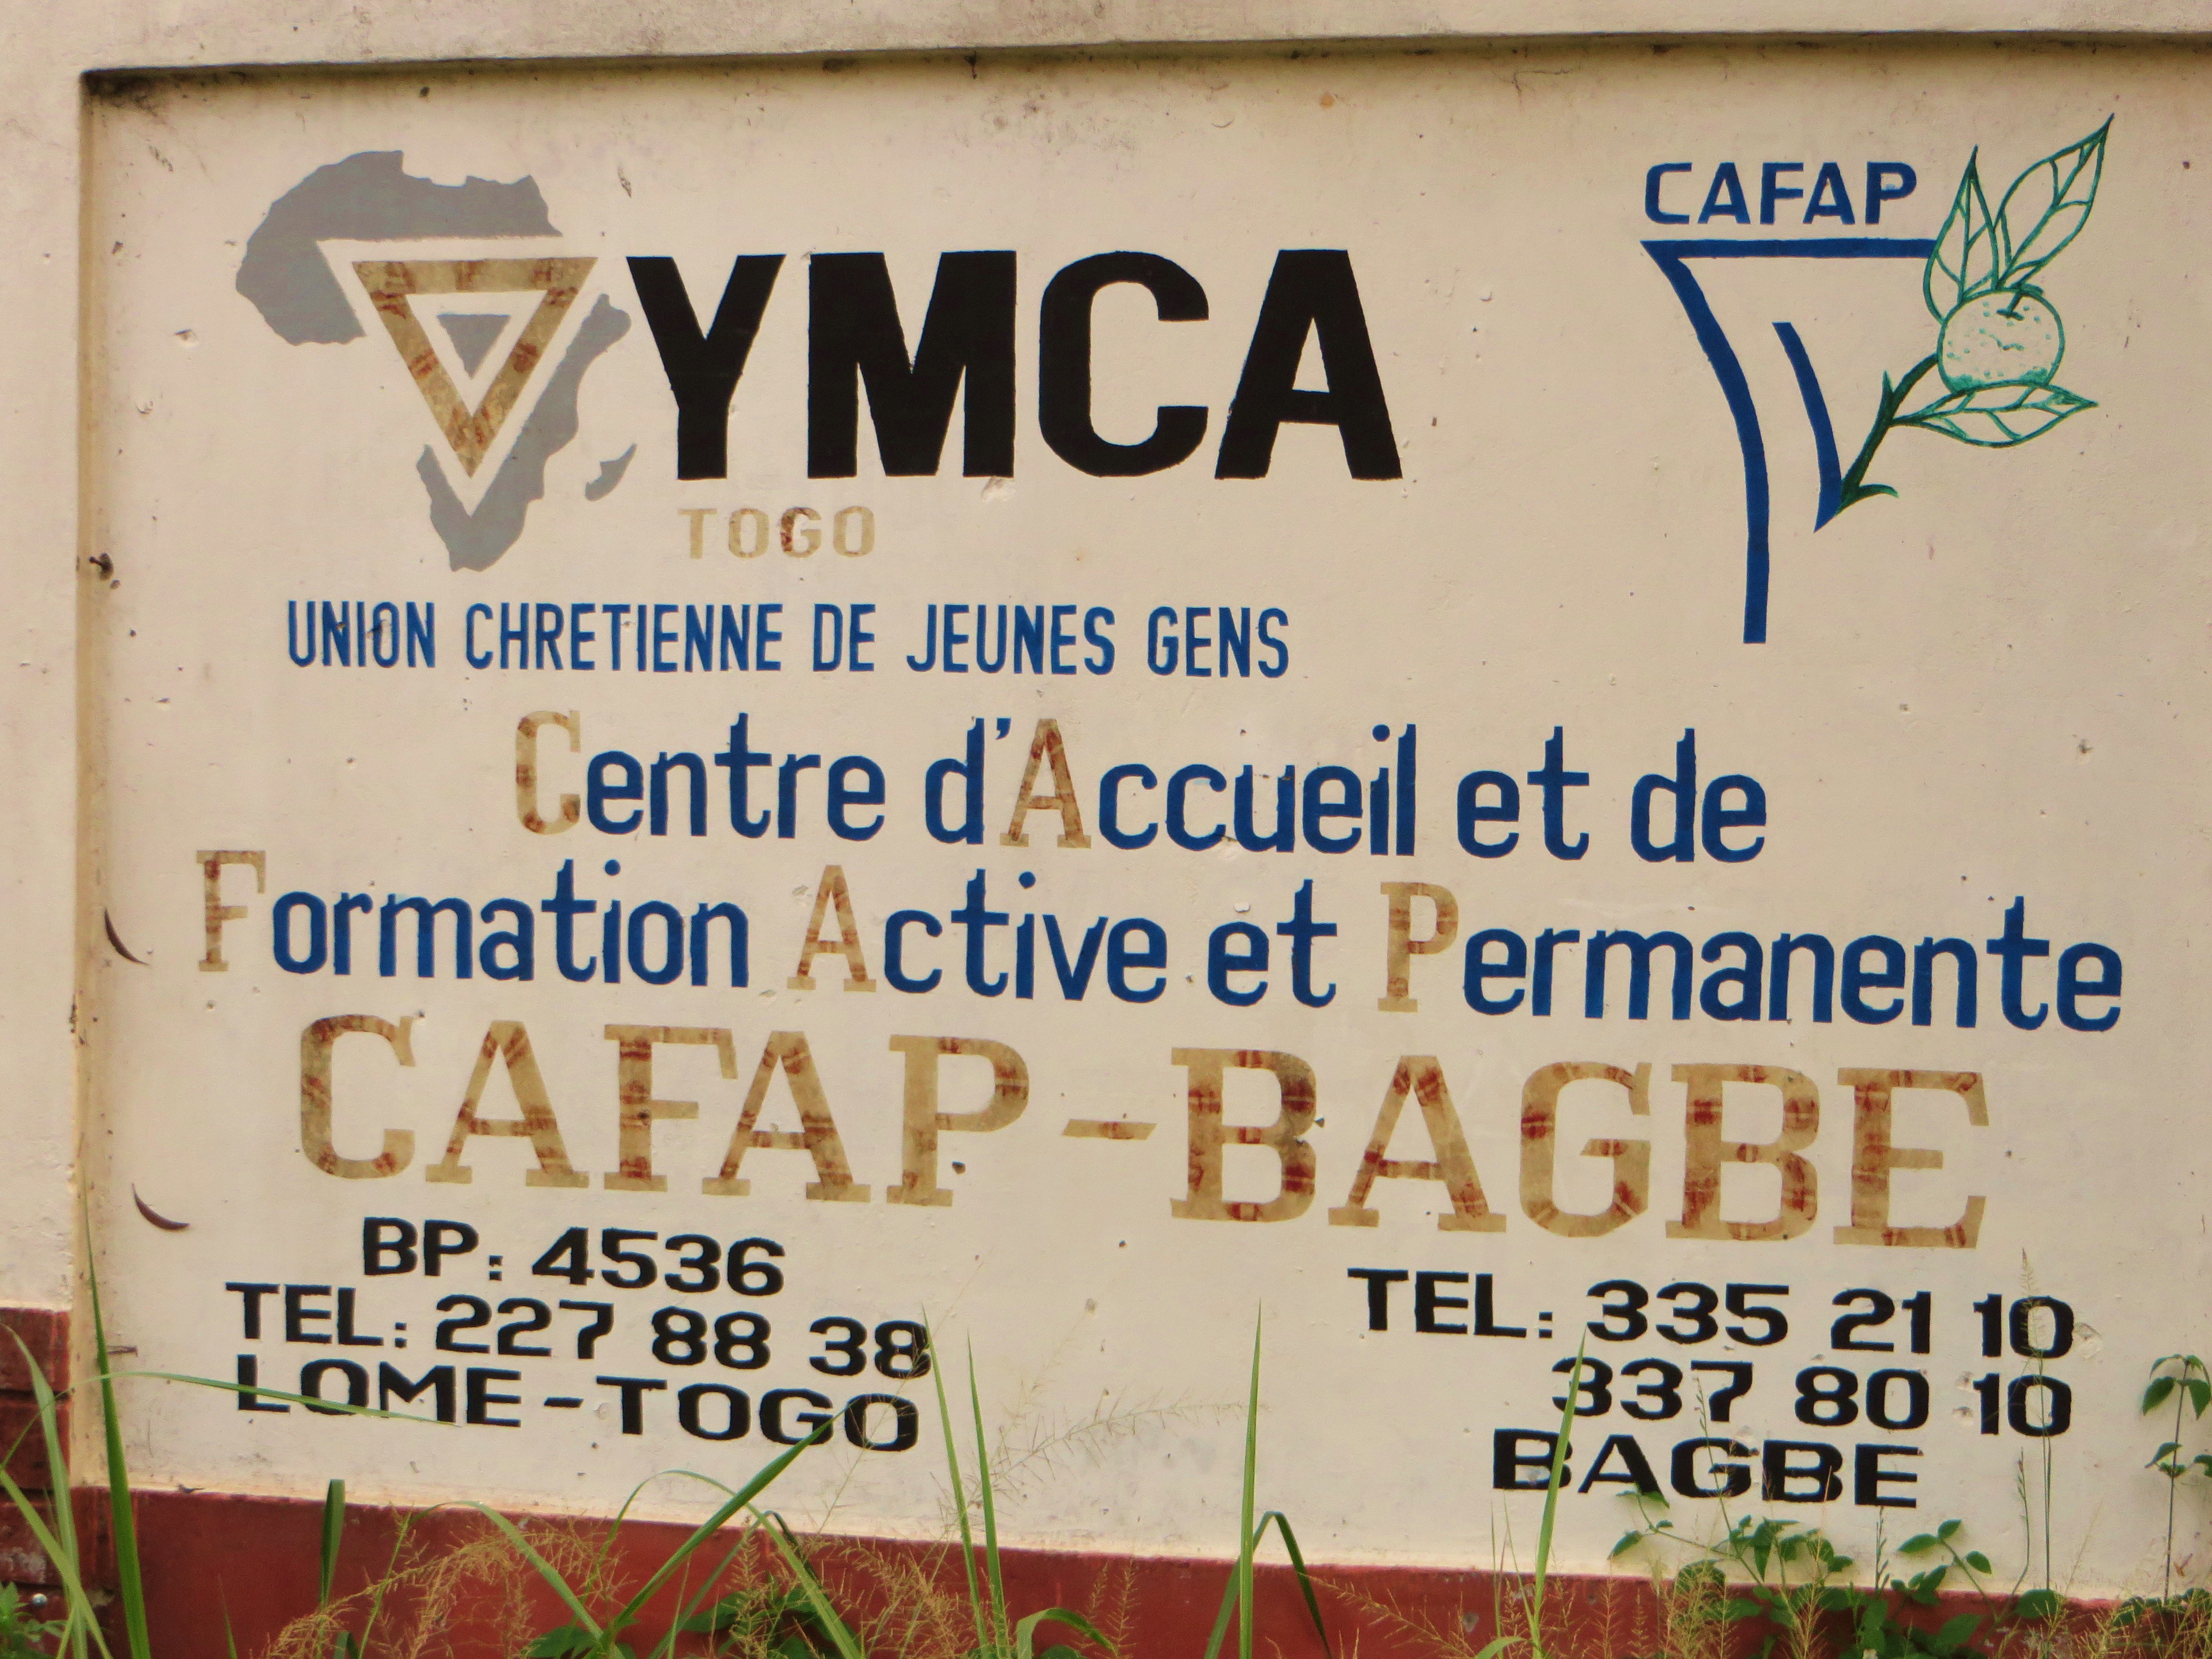 YMCA
TOGO
CAFAP
UNION CHRETIENNE DE JEUNES GENS
Centre d'Accueil et de
Formation Active et Permanente
CAFAP-BAGBE
BP: 4536
TEL: 227 88 38
LOME-TOGO
TEL: 335 21 10
337 80 10
BAGBE